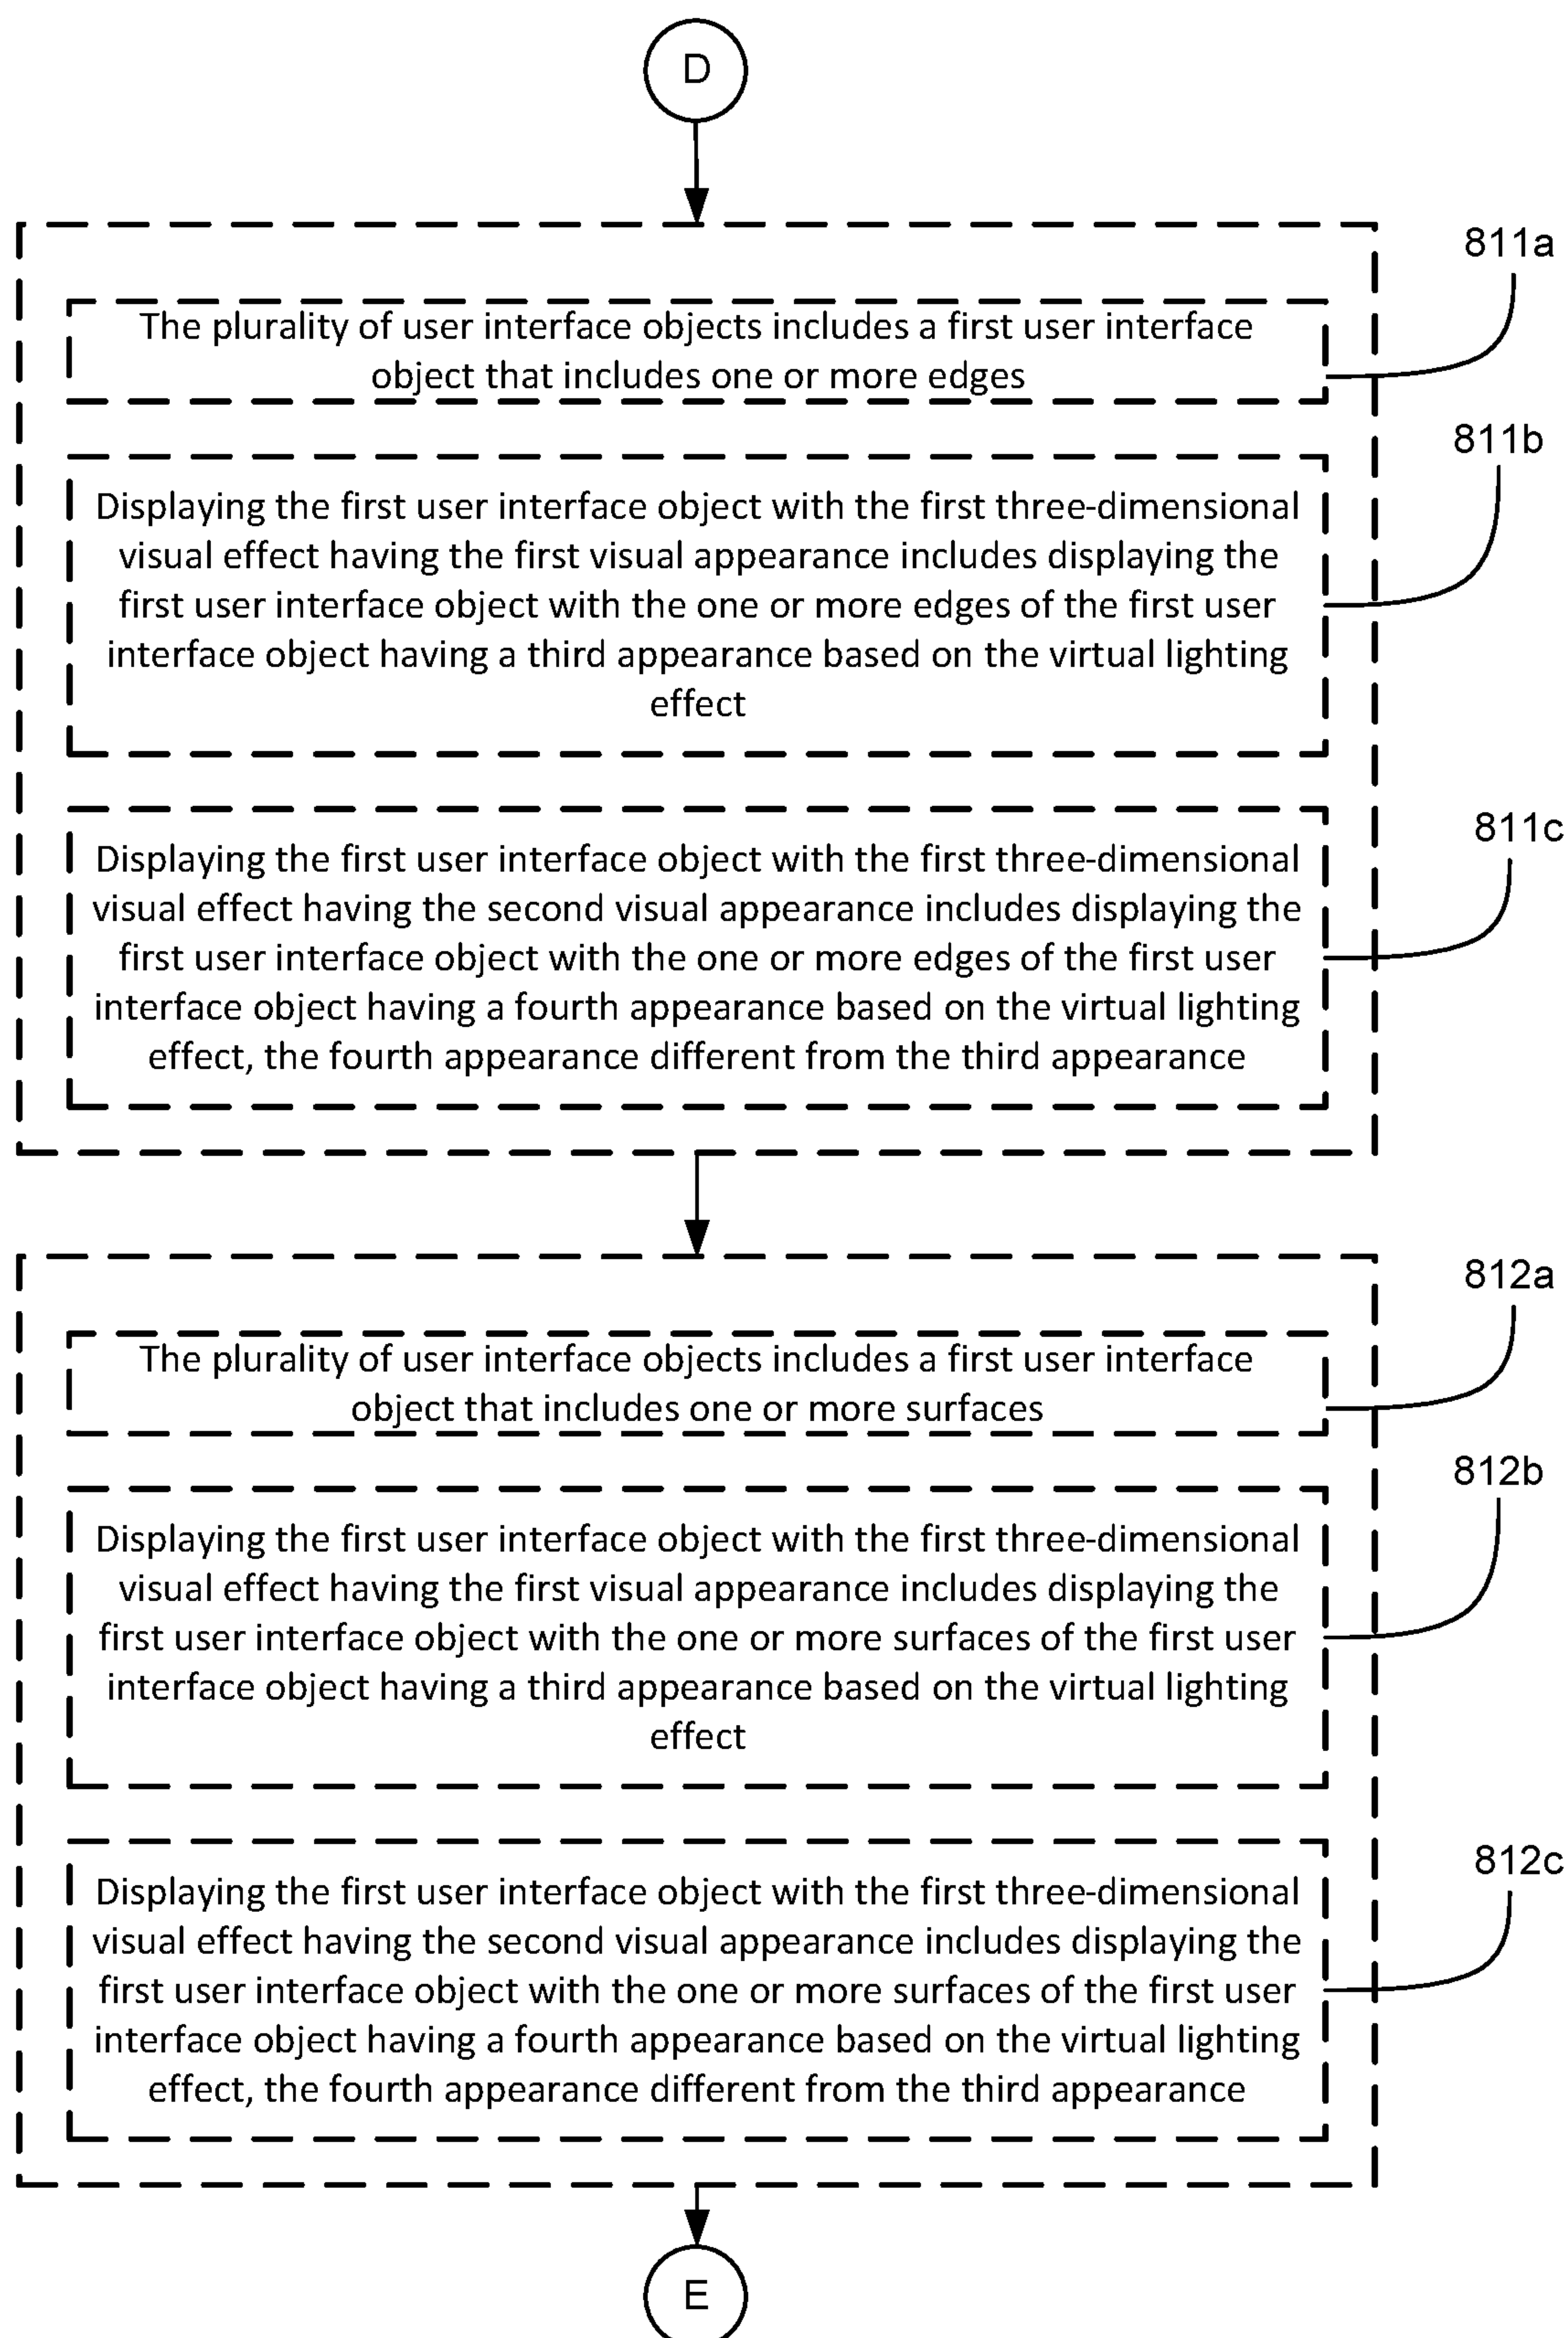 D
811a
The plurality of user interface objects includes a first user interface
object that includes one or more edges
811b
Displaying the first user interface object with the first three-dimensional
visual effect having the first visual appearance includes displaying the
first user interface object with the one or more edges of the first user
interface object having a third appearance based on the virtual lighting
effect
811c
Displaying the first user interface object with the first three-dimensional
visual effect having the second visual appearance includes displaying the
first user interface object with the one or more edges of the first user
interface object having a fourth appearance based on the virtual lighting
effect, the fourth appearance different from the third appearance
812a
The plurality of user interface objects includes a first user interface
object that includes one or more surfaces
812b
Displaying the first user interface object with the first three-dimensional
visual effect having the first visual appearance includes displaying the
first user interface object with the one or more surfaces of the first user
interface object having a third appearance based on the virtual lighting
effect
812c
Displaying the first user interface object with the first three-dimensional
visual effect having the second visual appearance includes displaying the
first user interface object with the one or more surfaces of the first user
interface object having a fourth appearance based on the virtual lighting
effect, the fourth appearance different from the third appearance
E